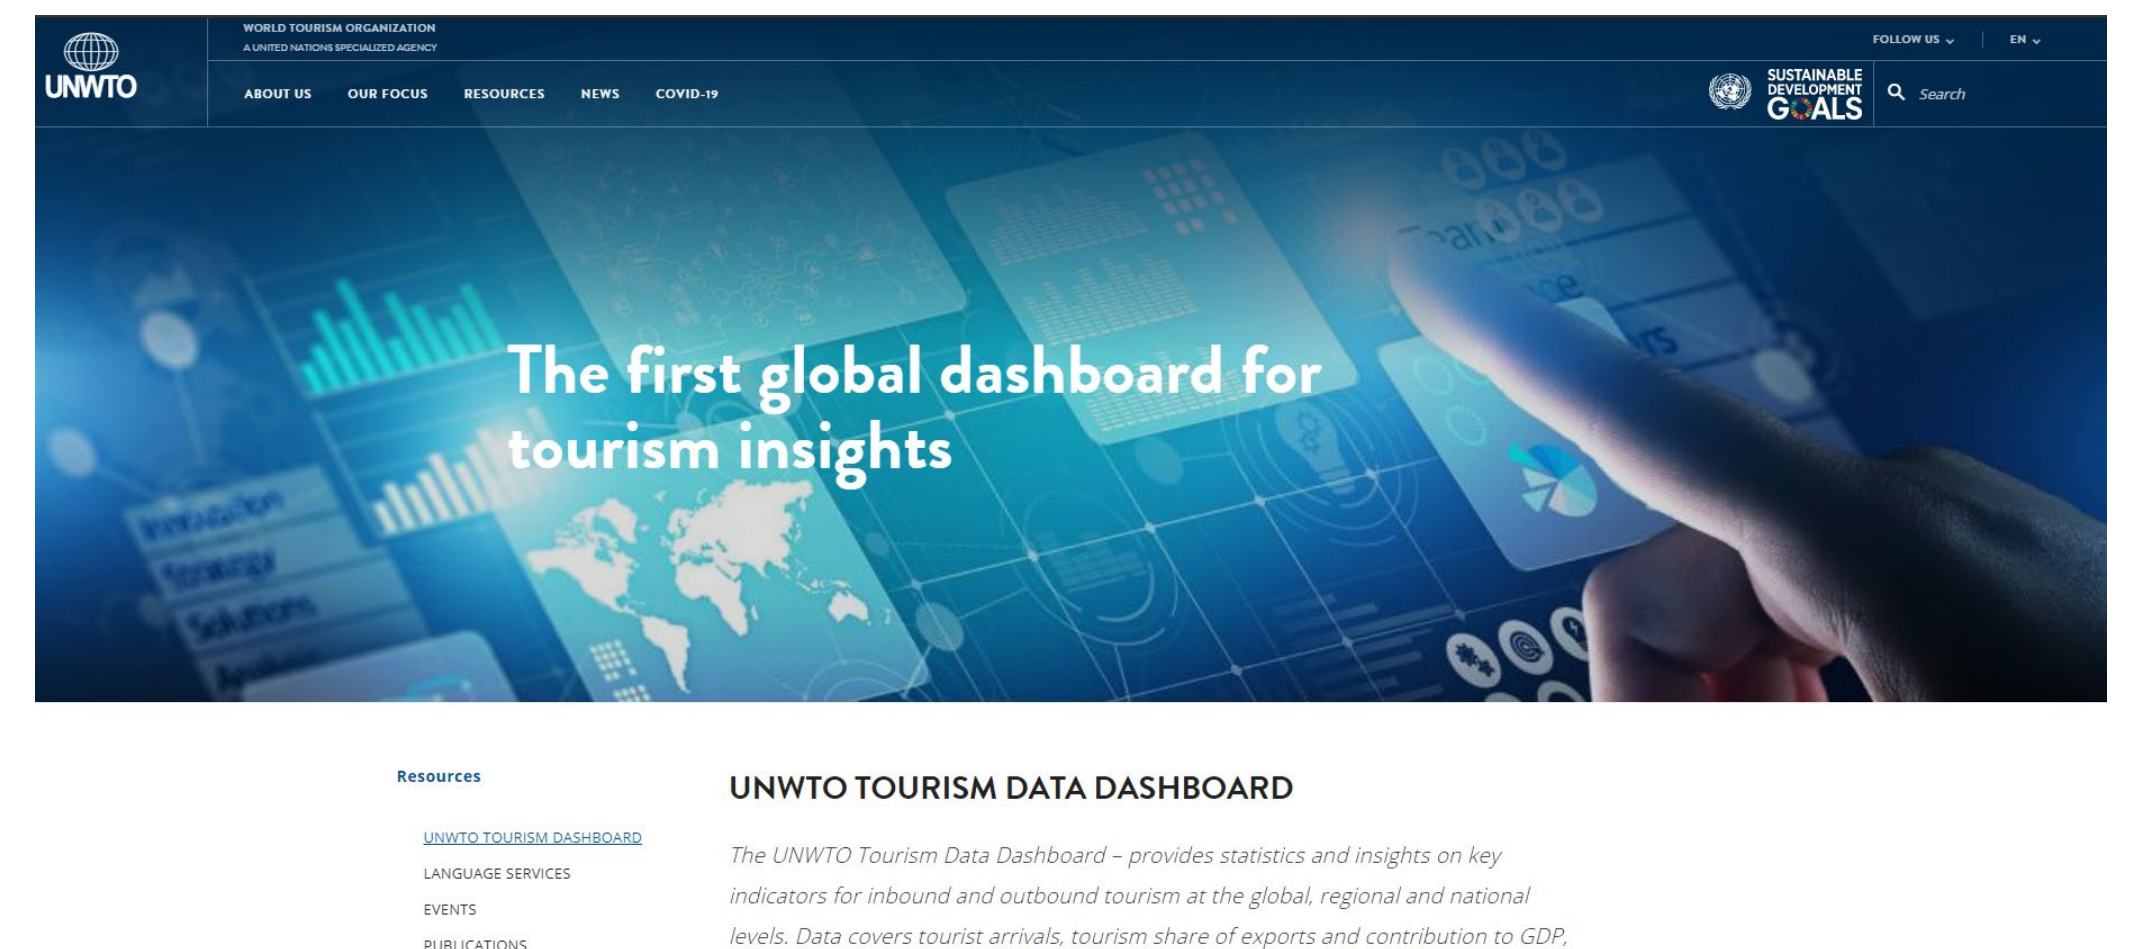 WORLD TOURISM ORGANIZATION
A UNITED NATIONS SPECIALIZED AGENCY
FOLLOW US
EN
UNWTO
ABOUT US
OUR FOCUS
RESOURCES
NEWS
COVID-19
SUSTAINABLE
DEVELOPMENT
GOALS
Search
The first global dashboard for
tourism insights
Innovation
Strategy
Solutions
Resources
UNWTO TOURISM DASHBOARD
LANGUAGE SERVICES
EVENTS
PUBLICATIONS
UNWTO TOURISM DATA DASHBOARD
The UNWTO Tourism Data Dashboard – provides statistics and insights on key
indicators for inbound and outbound tourism at the global, regional and national
levels. Data covers tourist arrivals, tourism share of exports and contribution to GDP,